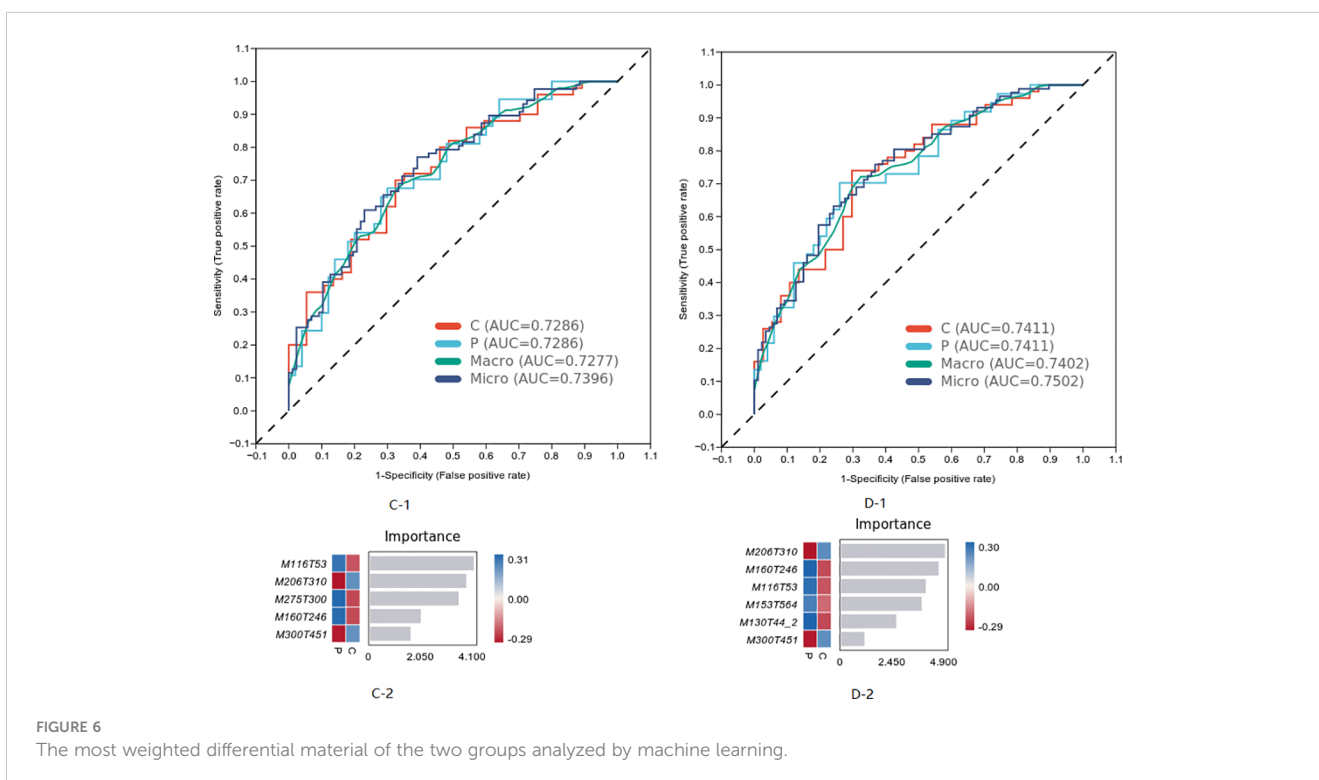 1.1
1.0
0.9
0.8
0.7
0.6
0.5
0.4
0.3
0.2
0.1
0.0
−0.1
Sensitivity (True positive rate)
C (AUC=0.7286)
P (AUC=0.7286)
Macro (AUC=0.7277)
Micro (AUC=0.7396)
−0.1 0.0 0.1 0.2 0.3 0.4 0.5 0.6 0.7 0.8 0.9 1.0 1.1
1-Specificity (False positive rate)
C-1
1.1
1.0
0.9
0.8
0.7
0.6
0.5
0.4
0.3
0.2
0.1
0.0
−0.1
Sensitivity (True positive rate)
C (AUC=0.7411)
P (AUC=0.7411)
Macro (AUC=0.7402)
Micro (AUC=0.7502)
−0.1 0.0 0.1 0.2 0.3 0.4 0.5 0.6 0.7 0.8 0.9 1.0 1.1
1-Specificity (False positive rate)
D-1
Importance
M116T53
M206T310
M275T300
M160T246
M300T451
P C
0 2.050 4.100
0.31
0.00
-0.29
C-2
Importance
M206T310
M160T246
M116T53
M153T564
M130T44_2
M300T451
P C
0 2.450 4.900
0.30
0.00
-0.29
D-2
FIGURE 6
The most weighted differential material of the two groups analyzed by machine learning.